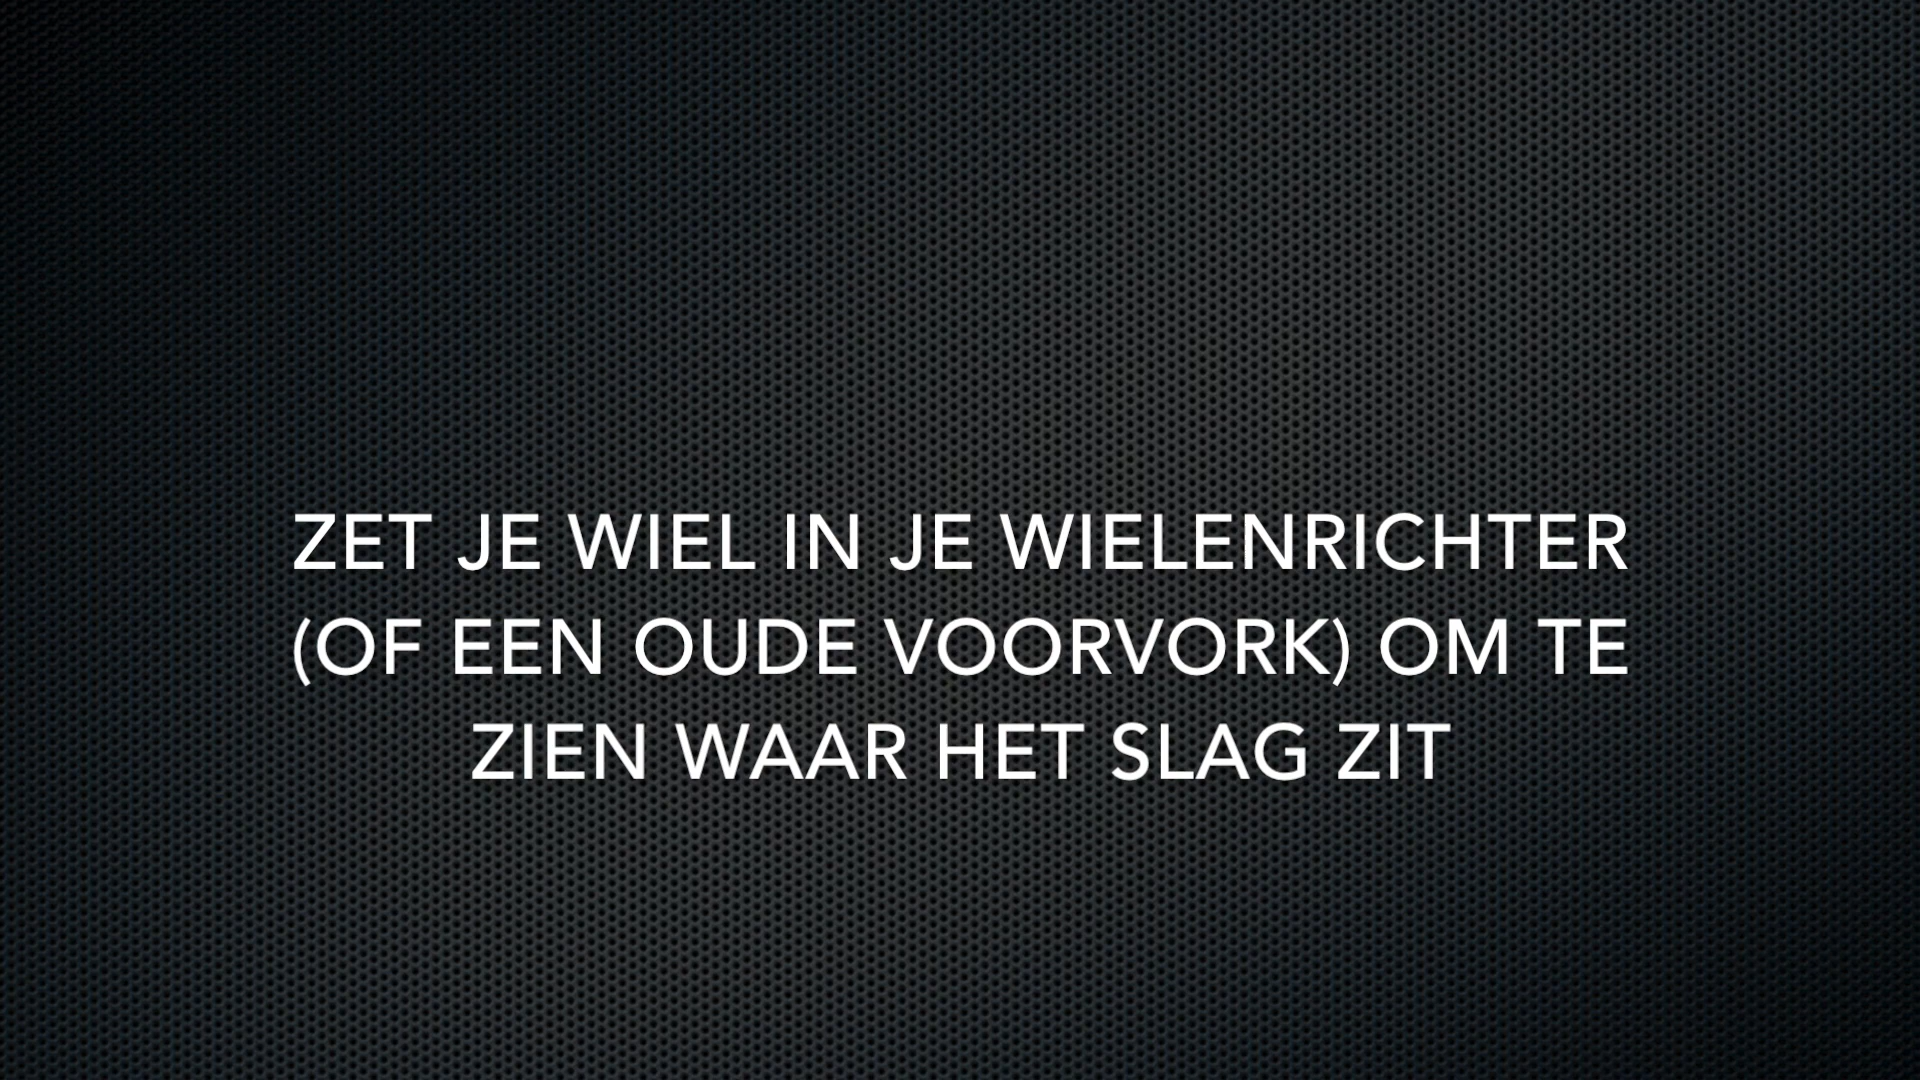 ZET JE WIEL IN JE WIELENRICHTER
(OF EEN OUDE VOORVORK) OM TE
ZIEN WAAR HET SLAG ZIT